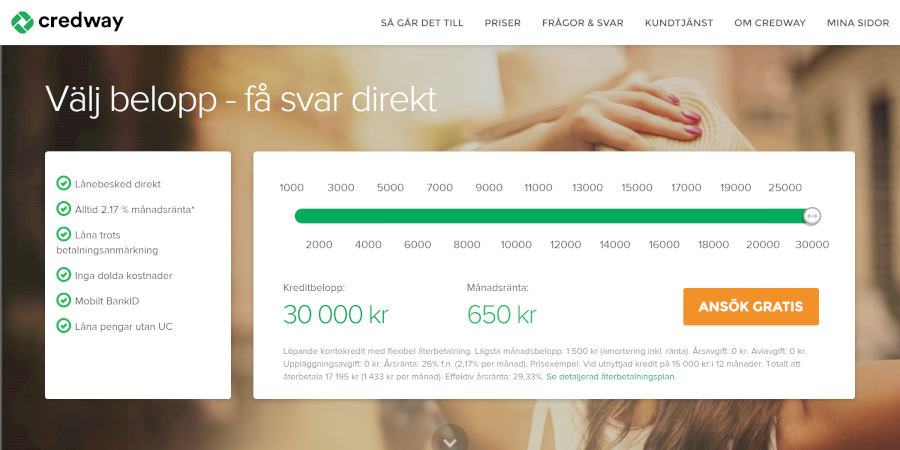 credway
SÅ GÅR DET TILL PRISER FRÅGOR & SVAR KUNDTJÄNST OM CREDWAY MINA SIDOR
Välj belopp - få svar direkt
Lånebesked direkt
Alltid 2,17 % månadsränta*
Låna trots
betalningsanmärkning
Inga dolda kostnader
Mobilt BankID
Låna pengar utan UC
1000 3000 5000 7000 9000 11000 13000 15000 17000 19000 25000
2000 4000 6000 8000 10000 12000 14000 16000 18000 20000 30000
Kreditbelopp:
30 000 kr
Månadsränta:
650 kr
ANSÖK GRATIS
Löpande kontokredit med flexibel återbetalning. Lägsta månadsbelopp: 1 500 kr (amortering inkl. ränta). Årsavgift: 0 kr. Aviavgift: 0 kr.
Uppläggningsavgift: 0 kr. Årsränta: 26% f.n. (2,17% per månad). Prisexempel: Vid utnyttjad kredit på 15 000 kr i 12 månader. Totalt att
återbetala 17 195 kr (1 433 kr per månad). Effektiv årsränta: 29,33%. Se detaljerad återbetalningsplan.